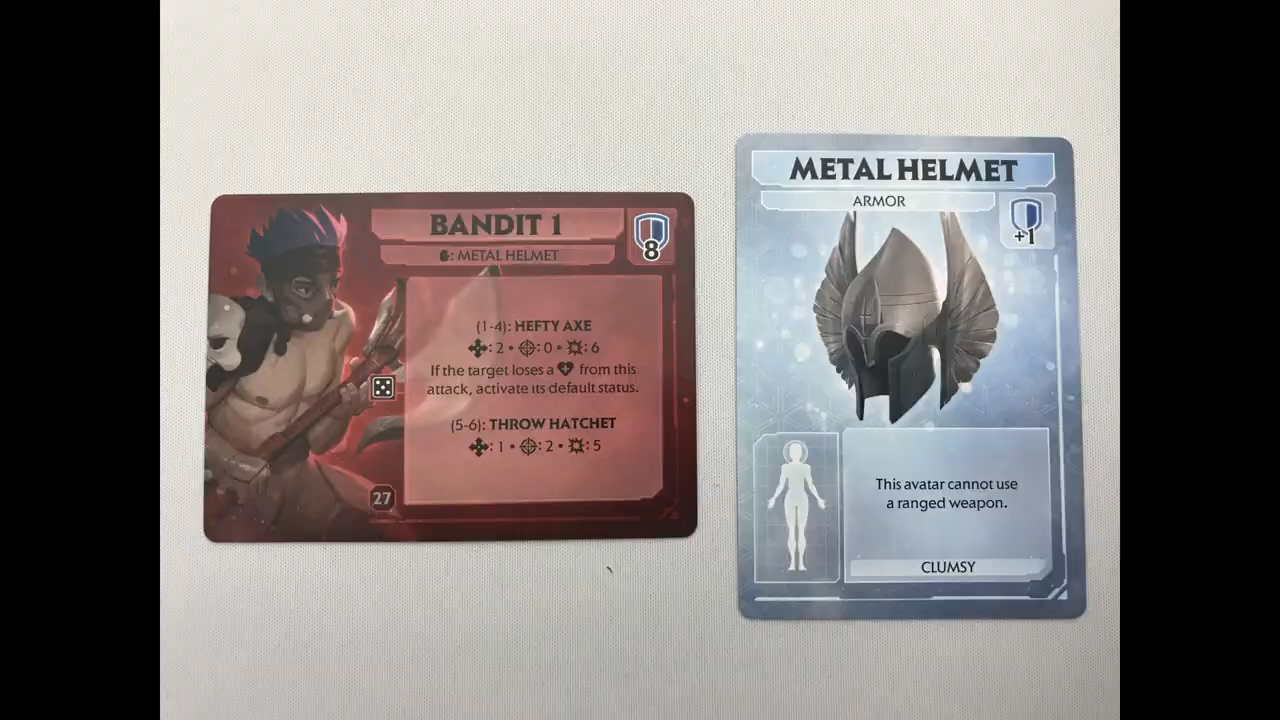 BANDIT 1
8
: METAL HELMET
(1-4): HEFTY AXE
: 2 • : 0 • : 6
If the target loses a from this
attack, activate its default status.
(5-6): THROW HATCHET
: 1 • : 2 • : 5
27
METAL HELMET
ARMOR
+1
This avatar cannot use
a ranged weapon.
CLUMSY